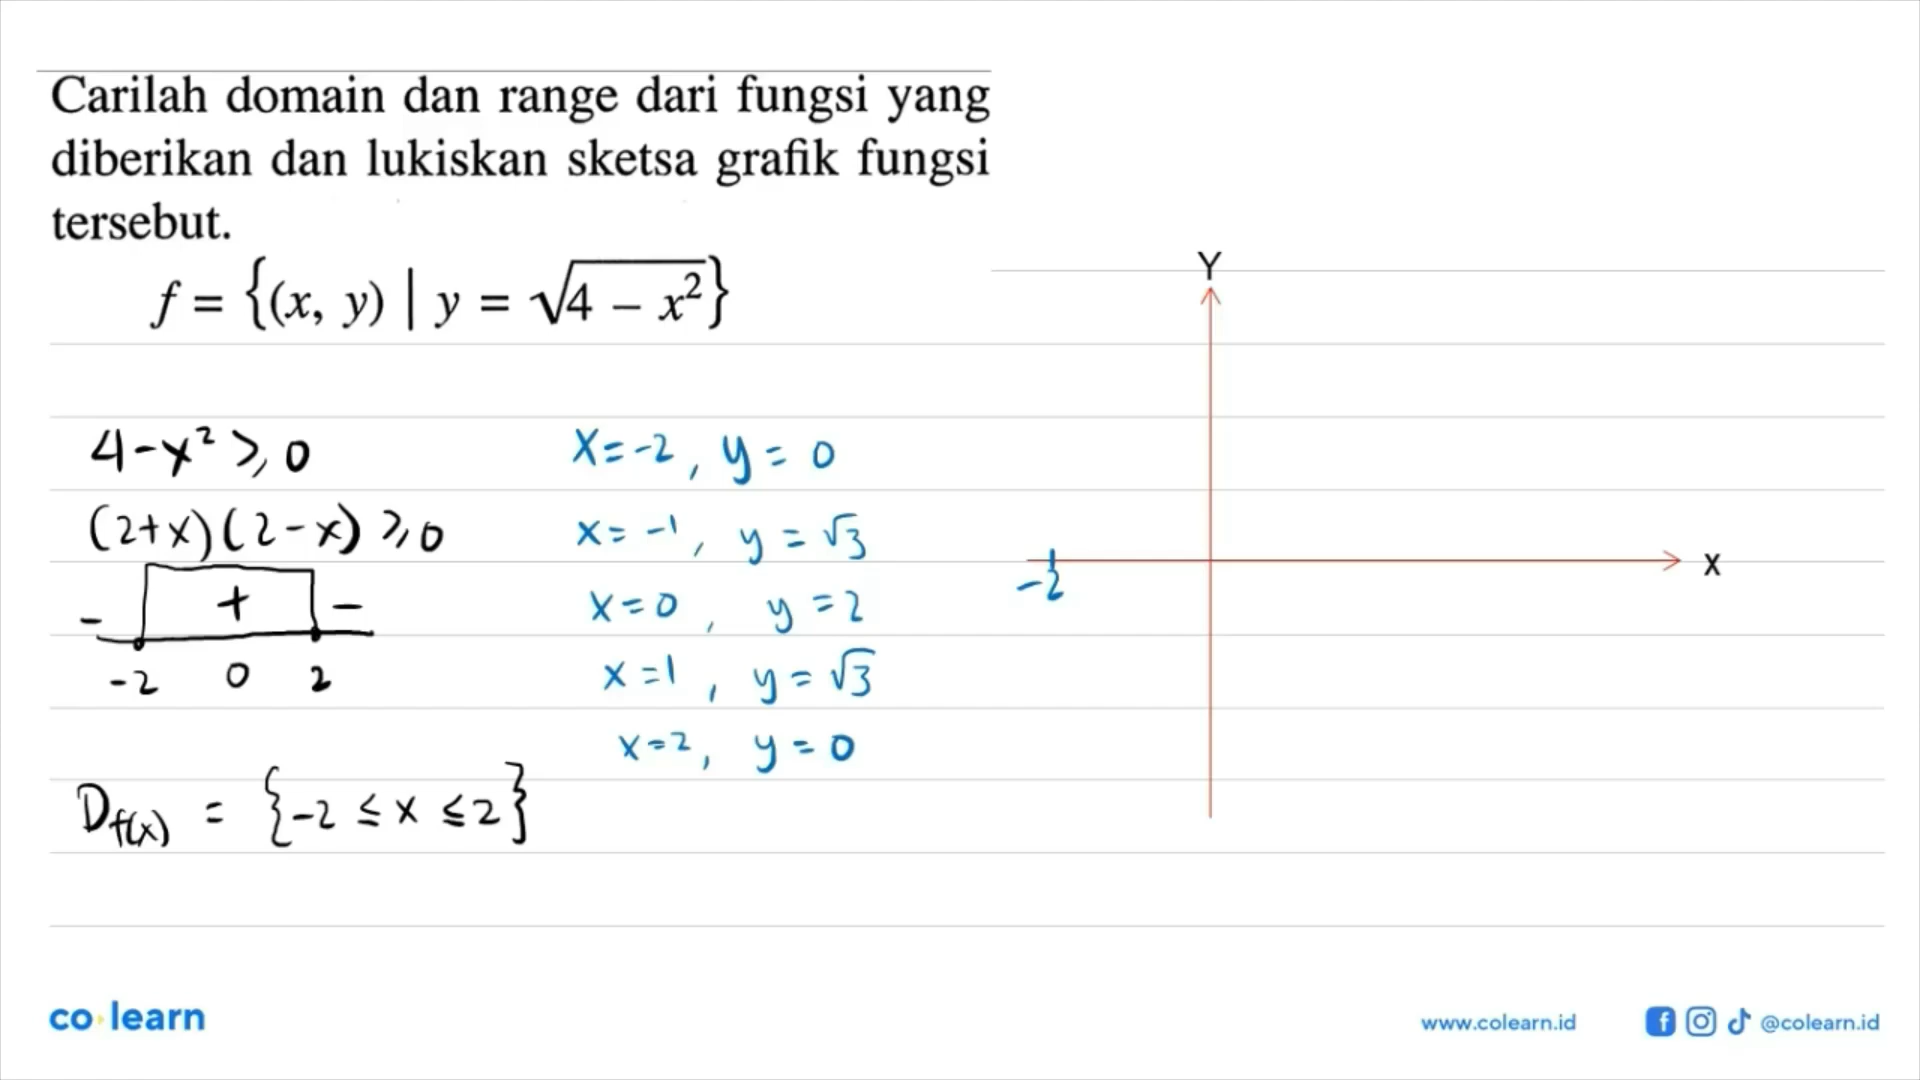 Carilah domain dan range dari fungsi yang
diberikan dan lukiskan sketsa grafik fungsi
tersebut.
f = {(x, y) | y = √(4 – x²)}
4-x² ≥ 0
(2+x)(2-x) ≥ 0
- + -
-2 0 2
D_f(x) = {-2 ≤ x ≤ 2}
x=-2, y = 0
x=-1, y = √3
x=0, y = 2
x=1, y = √3
x=2, y = 0
Y
X
-2
co learn
www.colearn.id
@colearn.id